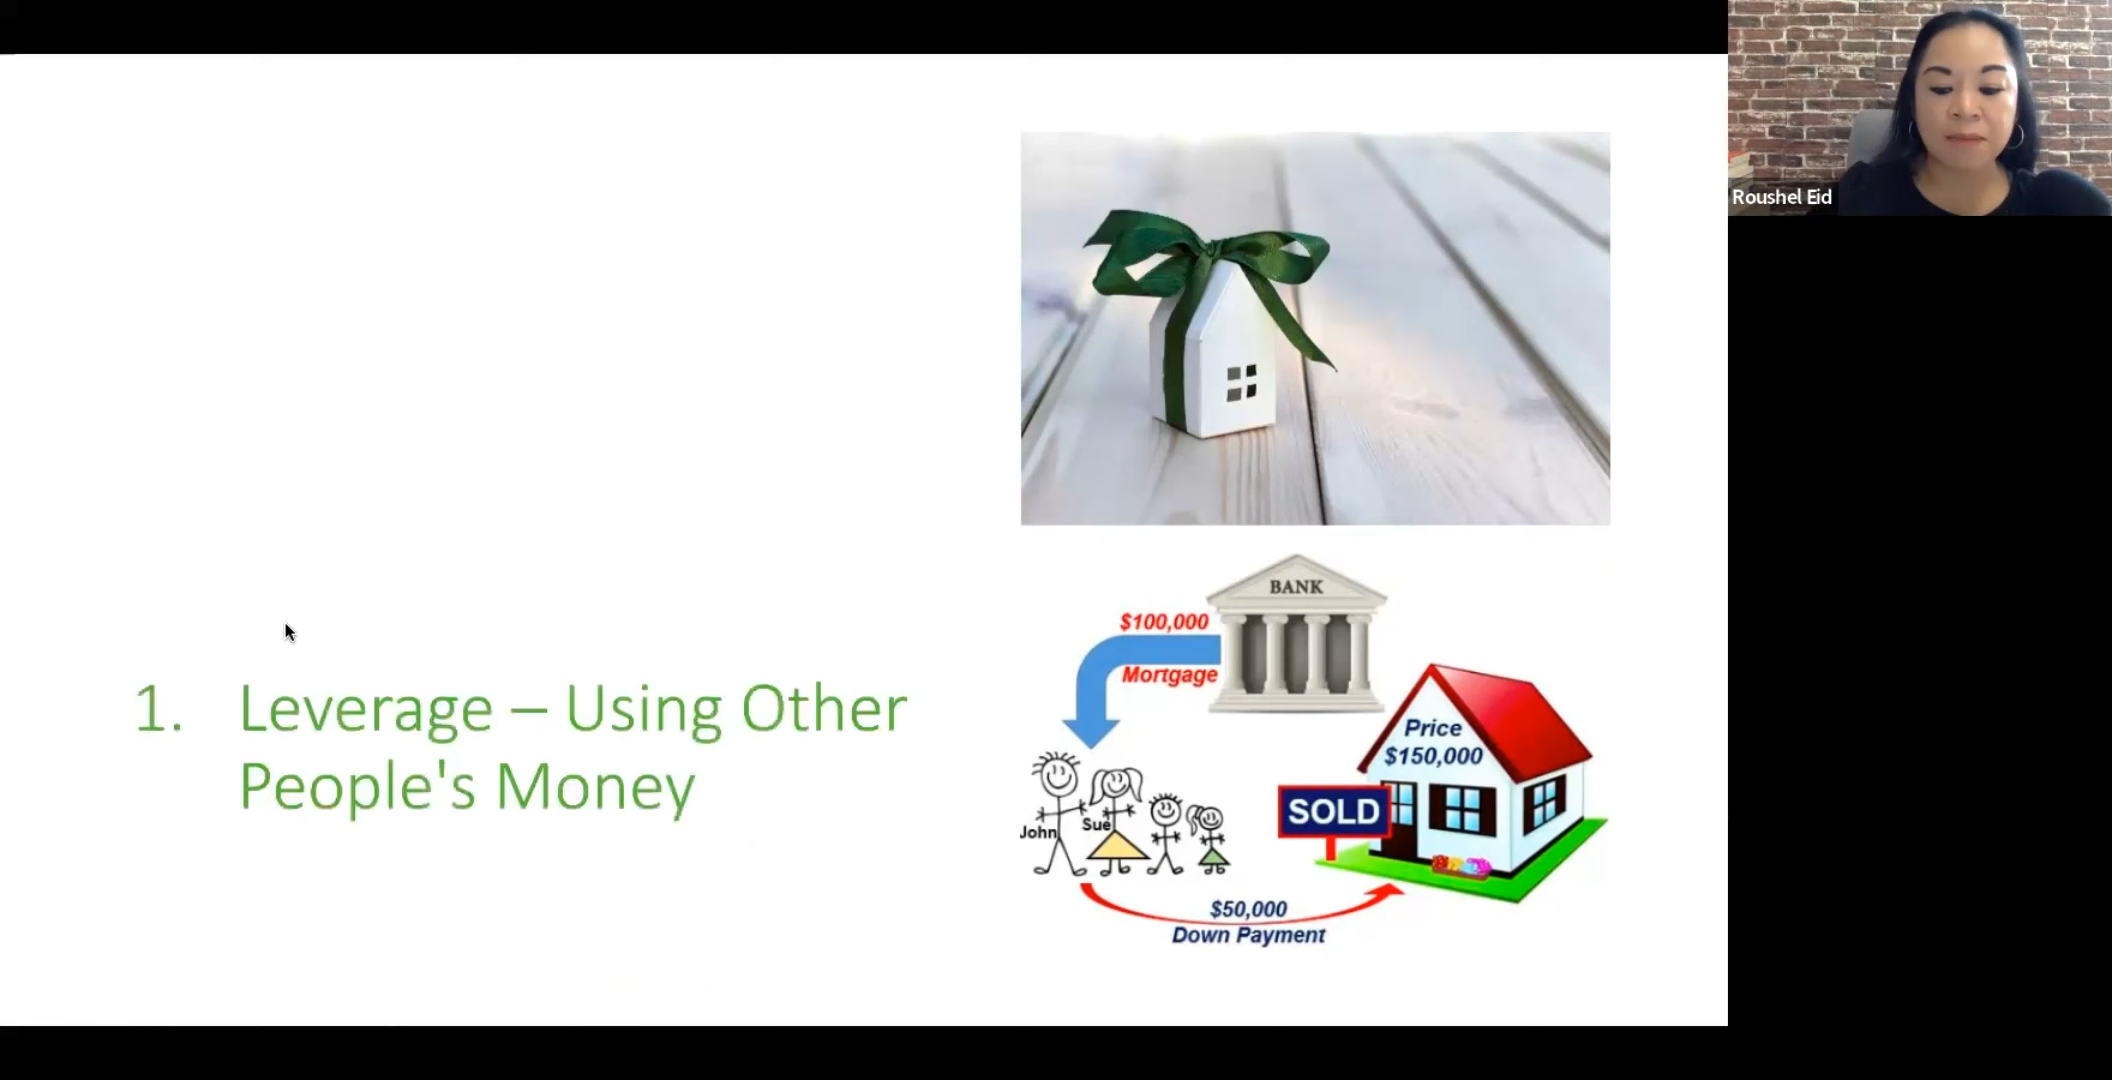 Roushel Eid
1. Leverage – Using Other
People's Money
BANK
$100,000
Mortgage
Price
$150,000
SOLD
John
Sue
$50,000
Down Payment